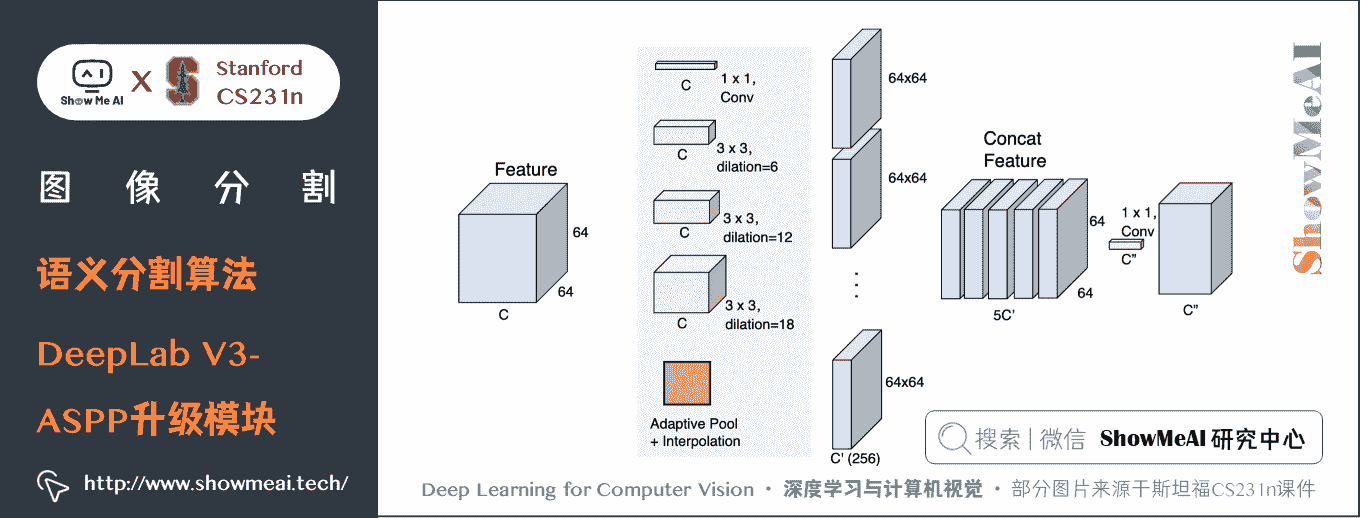 Show Me AI
X
S
Stanford
CS231n
图像分割
语义分割算法
DeepLab V3-
ASPP升级模块
http://www.showmeai.tech/
Feature
64
64
C
C
1 x 1,
Conv
C
3 x 3,
dilation=6
C
3 x 3,
dilation=12
C
3 x 3,
dilation=18
Adaptive Pool
+ Interpolation
64x64
64x64
64x64
C' (256)
Concat
Feature
64
64
5C'
1 x 1,
Conv
C”
C”
ShowMeAI
搜索 | 微信 ShowMeAI 研究中心
Deep Learning for Computer Vision · 深度学习与计算机视觉 · 部分图片来源于斯坦福CS231n课件